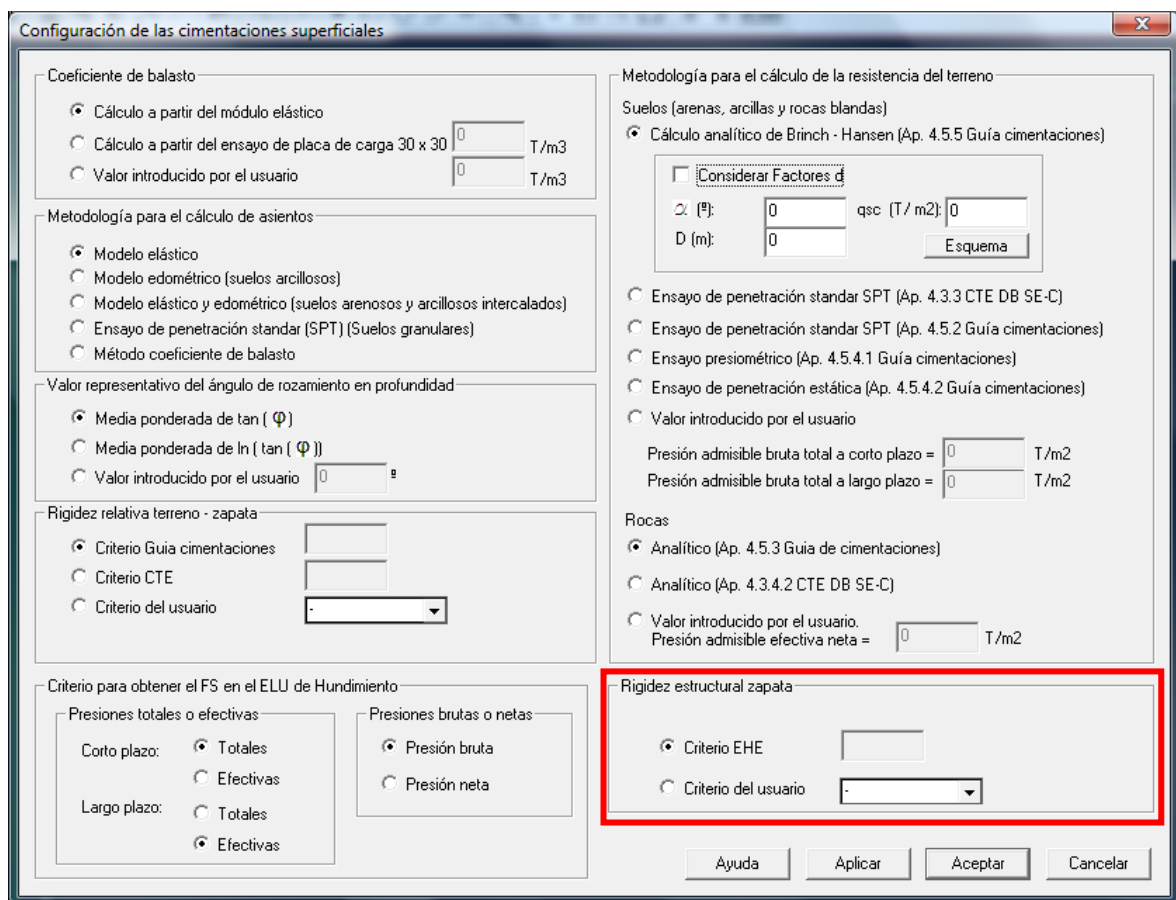 Configuración de las cimentaciones superficiales
X
Coeficiente de balasto
Cálculo a partir del módulo elástico
Cálculo a partir del ensayo de placa de carga 30 x 30 0 T/m3
Valor introducido por el usuario 0 T/m3
Metodología para el cálculo de asientos
Modelo elástico
Modelo edométrico (suelos arcillosos)
Modelo elástico y edométrico (suelos arenosos y arcillosos intercalados)
Ensayo de penetración standar (SPT) (Suelos granulares)
Método coeficiente de balasto
Valor representativo del ángulo de rozamiento en profundidad
Media ponderada de tan ( φ )
Media ponderada de ln ( tan ( φ ))
Valor introducido por el usuario 0 º
Rigidez relativa terreno - zapata
Criterio Guia cimentaciones
Criterio CTE
Criterio del usuario -
Criterio para obtener el FS en el ELU de Hundimiento
Presiones totales o efectivas
Corto plazo: Totales
Efectivas
Largo plazo: Totales
Efectivas
Presiones brutas o netas
Presión bruta
Presión neta
Metodología para el cálculo de la resistencia del terreno
Suelos (arenas, arcillas y rocas blandas)
Cálculo analítico de Brinch - Hansen (Ap. 4.5.5 Guía cimentaciones)
Considerar Factores d
α (º): 0 qsc (T/ m2): 0
D (m): 0 Esquema
Ensayo de penetración standar SPT (Ap. 4.3.3 CTE DB SE-C)
Ensayo de penetración standar SPT (Ap. 4.5.2 Guía cimentaciones)
Ensayo presiométrico (Ap. 4.5.4.1 Guía cimentaciones)
Ensayo de penetración estática (Ap. 4.5.4.2 Guía cimentaciones)
Valor introducido por el usuario
Presión admisible bruta total a corto plazo = 0 T/m2
Presión admisible bruta total a largo plazo = 0 T/m2
Rocas
Analítico (Ap. 4.5.3 Guia de cimentaciones)
Analítico (Ap. 4.3.4.2 CTE DB SE-C)
Valor introducido por el usuario.
Presión admisible efectiva neta = 0 T/m2
Rigidez estructural zapata
Criterio EHE
Criterio del usuario -
Ayuda Aplicar Aceptar Cancelar